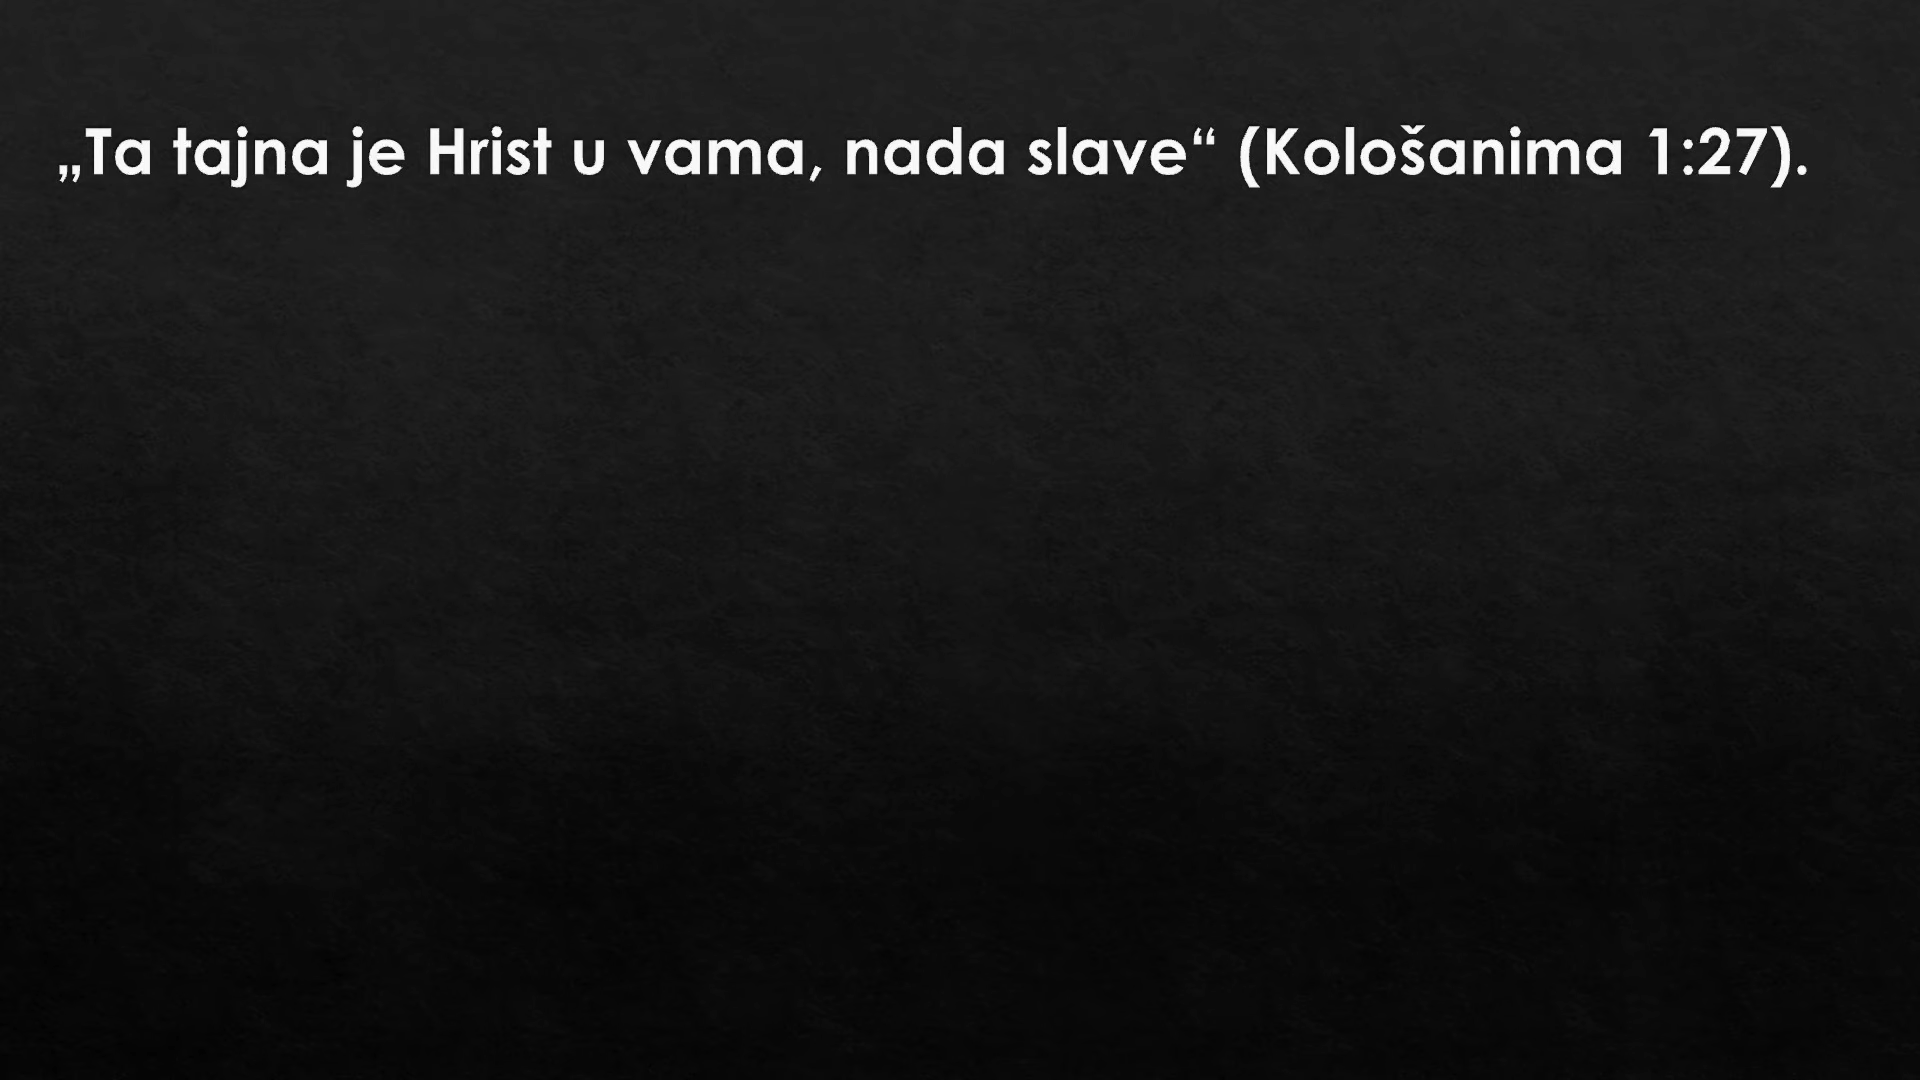 „Ta tajna je Hrist u vama, nada slave“ (Kološanima 1:27).